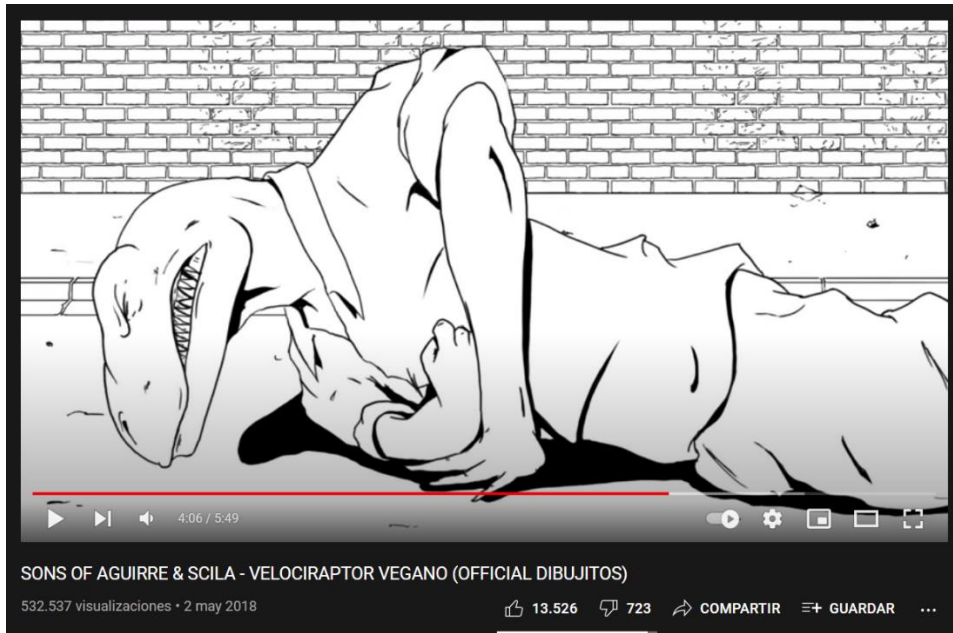 4:06 / 5:49
SONS OF AGUIRRE & SCILA - VELOCIRAPTOR VEGANO (OFFICIAL DIBUJITOS)
532.537 visualizaciones • 2 may 2018
13.526 723 COMPARTIR GUARDAR